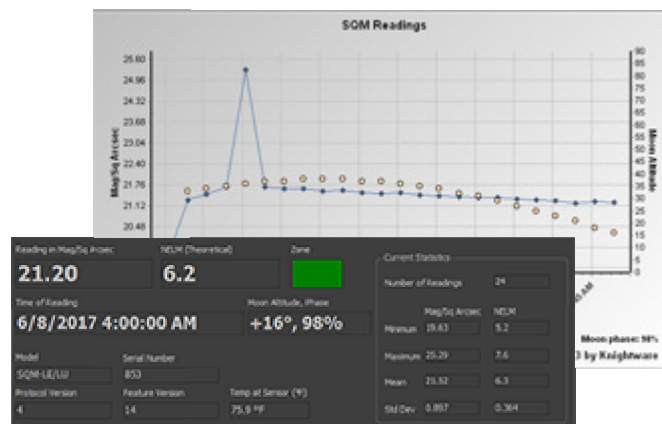 SQM Readings
25.60
24.96
24.32
23.68
23.04
22.40
21.76
21.12
20.48
Mag/Sq Arcsec
90
85
80
75
70
65
60
55
50
45
40
35
30
25
20
15
10
5
0
Moon Altitude
AM
Moon phase: 98%
3 by Knightware
Reading in Mag/Sq Arcsec NELM (Theoretical) Zone
21.20 6.2
Time of Reading Moon Altitude, Phase
6/8/2017 4:00:00 AM +16°, 98%
Model Serial Number
SQM-LE/LU 853
Protocol Version Feature Version Temp at Sensor (°F)
4 14 75.9 °F
Current Statistics
Number of Readings 24
Mag/Sq Arcsec NELM
Minimum 19.63 5.2
Maximum 25.29 7.6
Mean 21.52 6.3
Std Dev 0.897 0.364